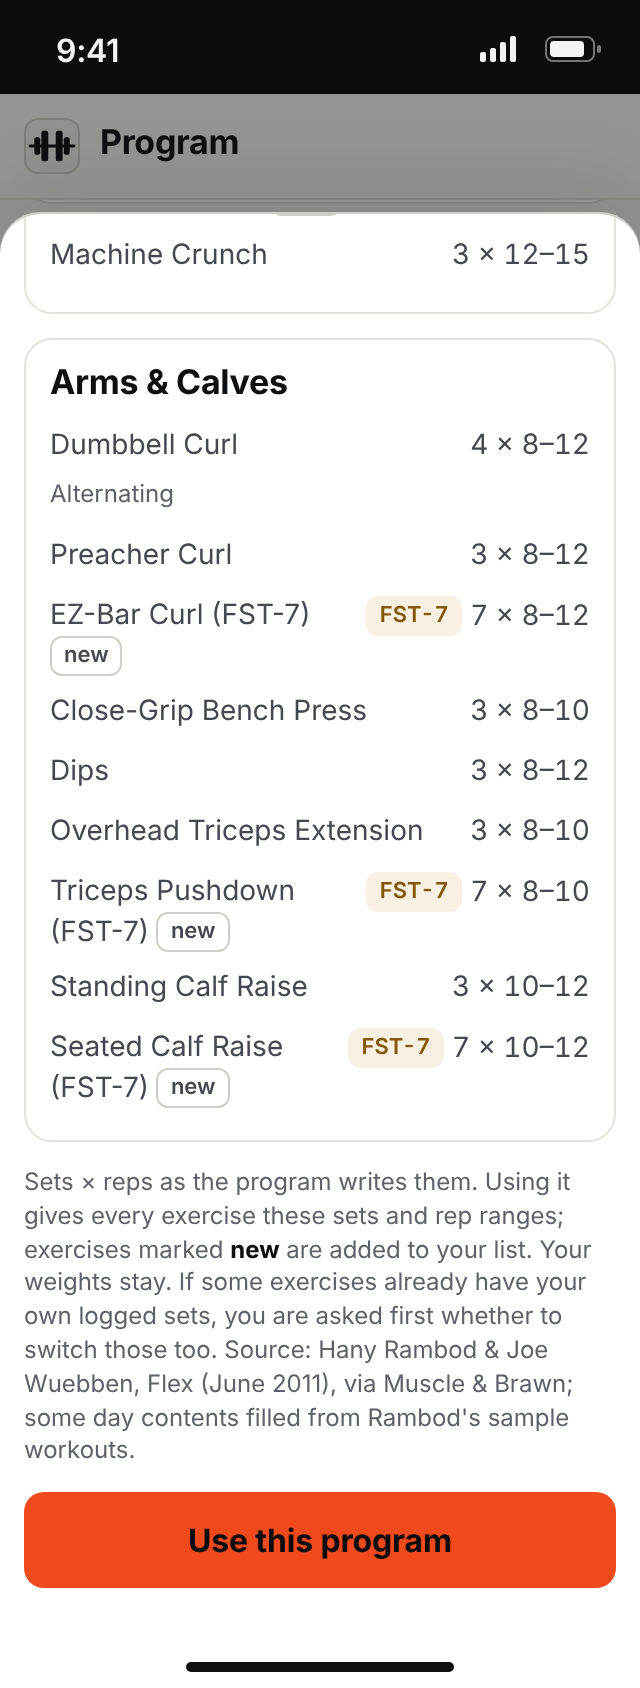 9:41
Program
Machine Crunch 3 × 12–15
Arms & Calves
Dumbbell Curl 4 × 8–12
Alternating
Preacher Curl 3 × 8–12
EZ-Bar Curl (FST-7) FST-7 7 × 8–12
new
Close-Grip Bench Press 3 × 8–10
Dips 3 × 8–12
Overhead Triceps Extension 3 × 8–10
Triceps Pushdown FST-7 7 × 8–10
(FST-7) new
Standing Calf Raise 3 × 10–12
Seated Calf Raise FST-7 7 × 10–12
(FST-7) new
Sets × reps as the program writes them. Using it
gives every exercise these sets and rep ranges;
exercises marked new are added to your list. Your
weights stay. If some exercises already have your
own logged sets, you are asked first whether to
switch those too. Source: Hany Rambod & Joe
Wuebben, Flex (June 2011), via Muscle & Brawn;
some day contents filled from Rambod's sample
workouts.
Use this program